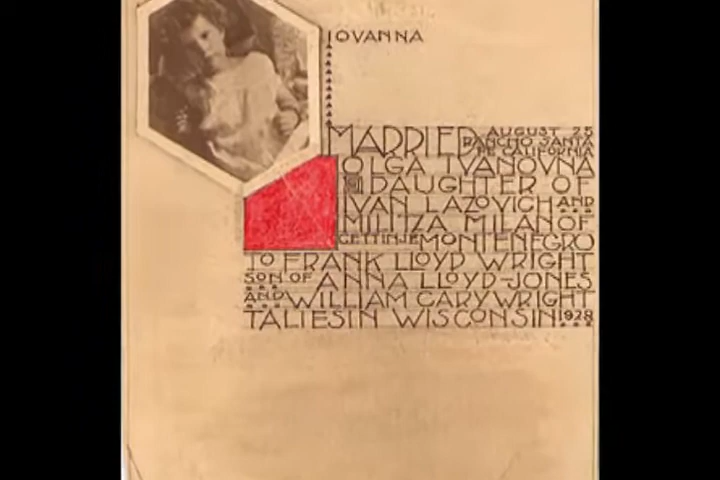 IOVANNA
MARRIED AUGUST 25
RANCHO SANTA
FE CALIFORNIA
OLGA IVANOVNA
DAUGHTER OF
IVAN LAZOVICH AND
MILITZA MILAN OF
CETTINJE MONTENEGRO
TO FRANK LLOYD WRIGHT
SON OF ANNA LLOYD-JONES
AND WILLIAM CARY WRIGHT
TALIESIN WISCONSIN 1928